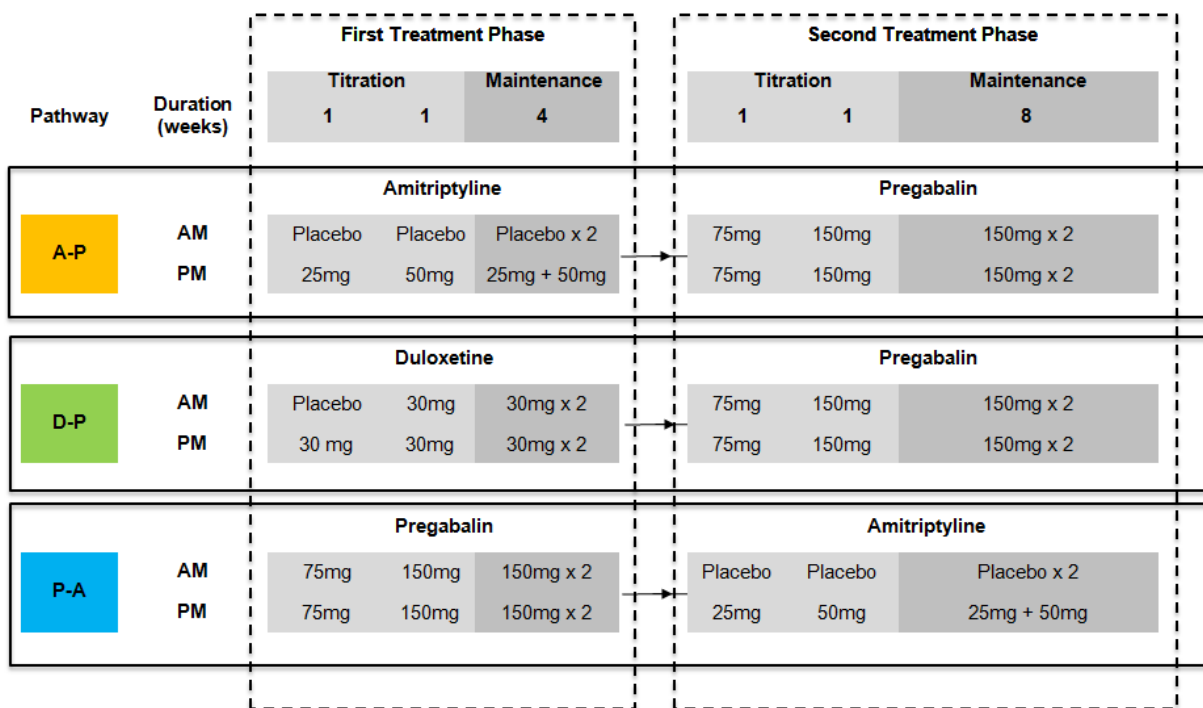 First Treatment Phase Second Treatment Phase
Titration Maintenance Titration Maintenance
Pathway Duration (weeks) 1 1 4 1 1 8
Amitriptyline Pregabalin
A-P
AM Placebo Placebo Placebo x 2 75mg 150mg 150mg x 2
PM 25mg 50mg 25mg + 50mg 75mg 150mg 150mg x 2
Duloxetine Pregabalin
D-P
AM Placebo 30mg 30mg x 2 75mg 150mg 150mg x 2
PM 30 mg 30mg 30mg x 2 75mg 150mg 150mg x 2
Pregabalin Amitriptyline
P-A
AM 75mg 150mg 150mg x 2 Placebo Placebo Placebo x 2
PM 75mg 150mg 150mg x 2 25mg 50mg 25mg + 50mg